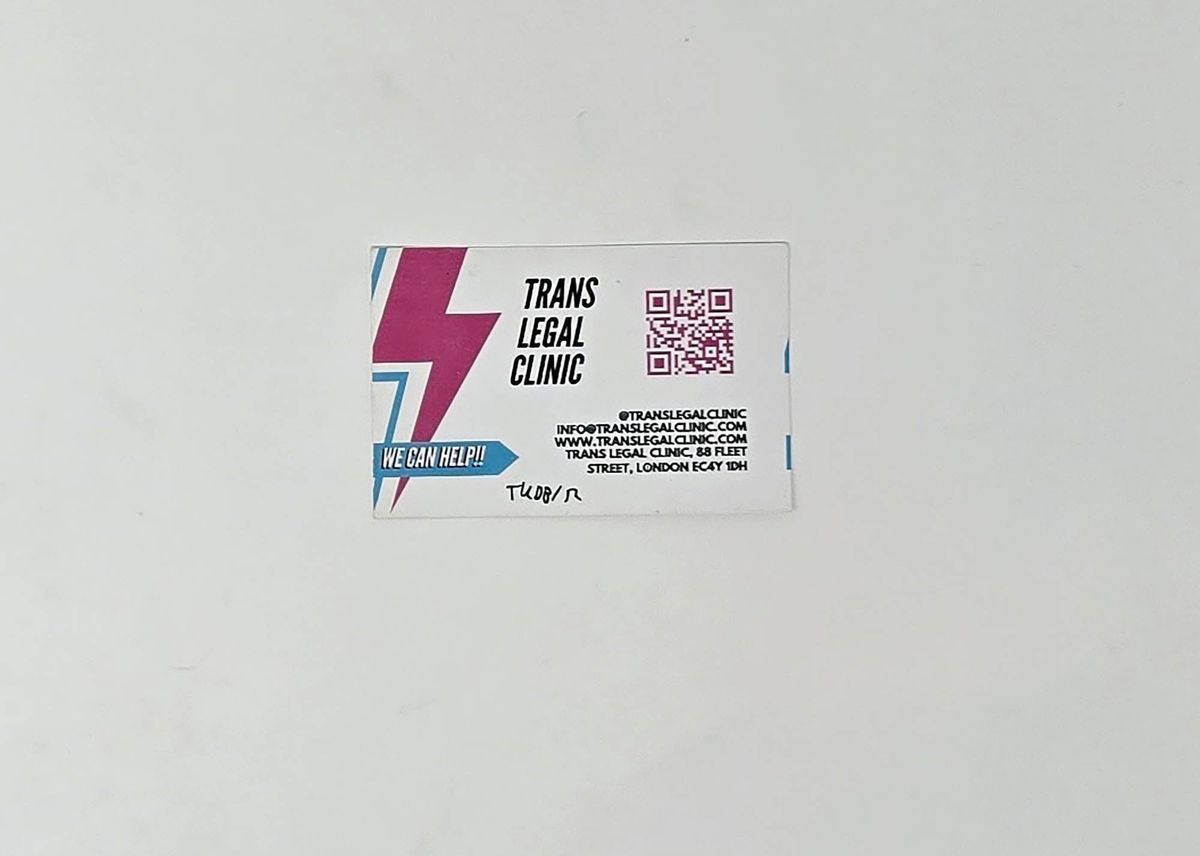 TRANS
LEGAL
CLINIC
@TRANSLEGALCLINIC
INFO@TRANSLEGALCLINIC.COM
WWW.TRANSLEGALCLINIC.COM
TRANS LEGAL CLINIC, 88 FLEET
STREET, LONDON EC4Y 1DH
WE CAN HELP!!